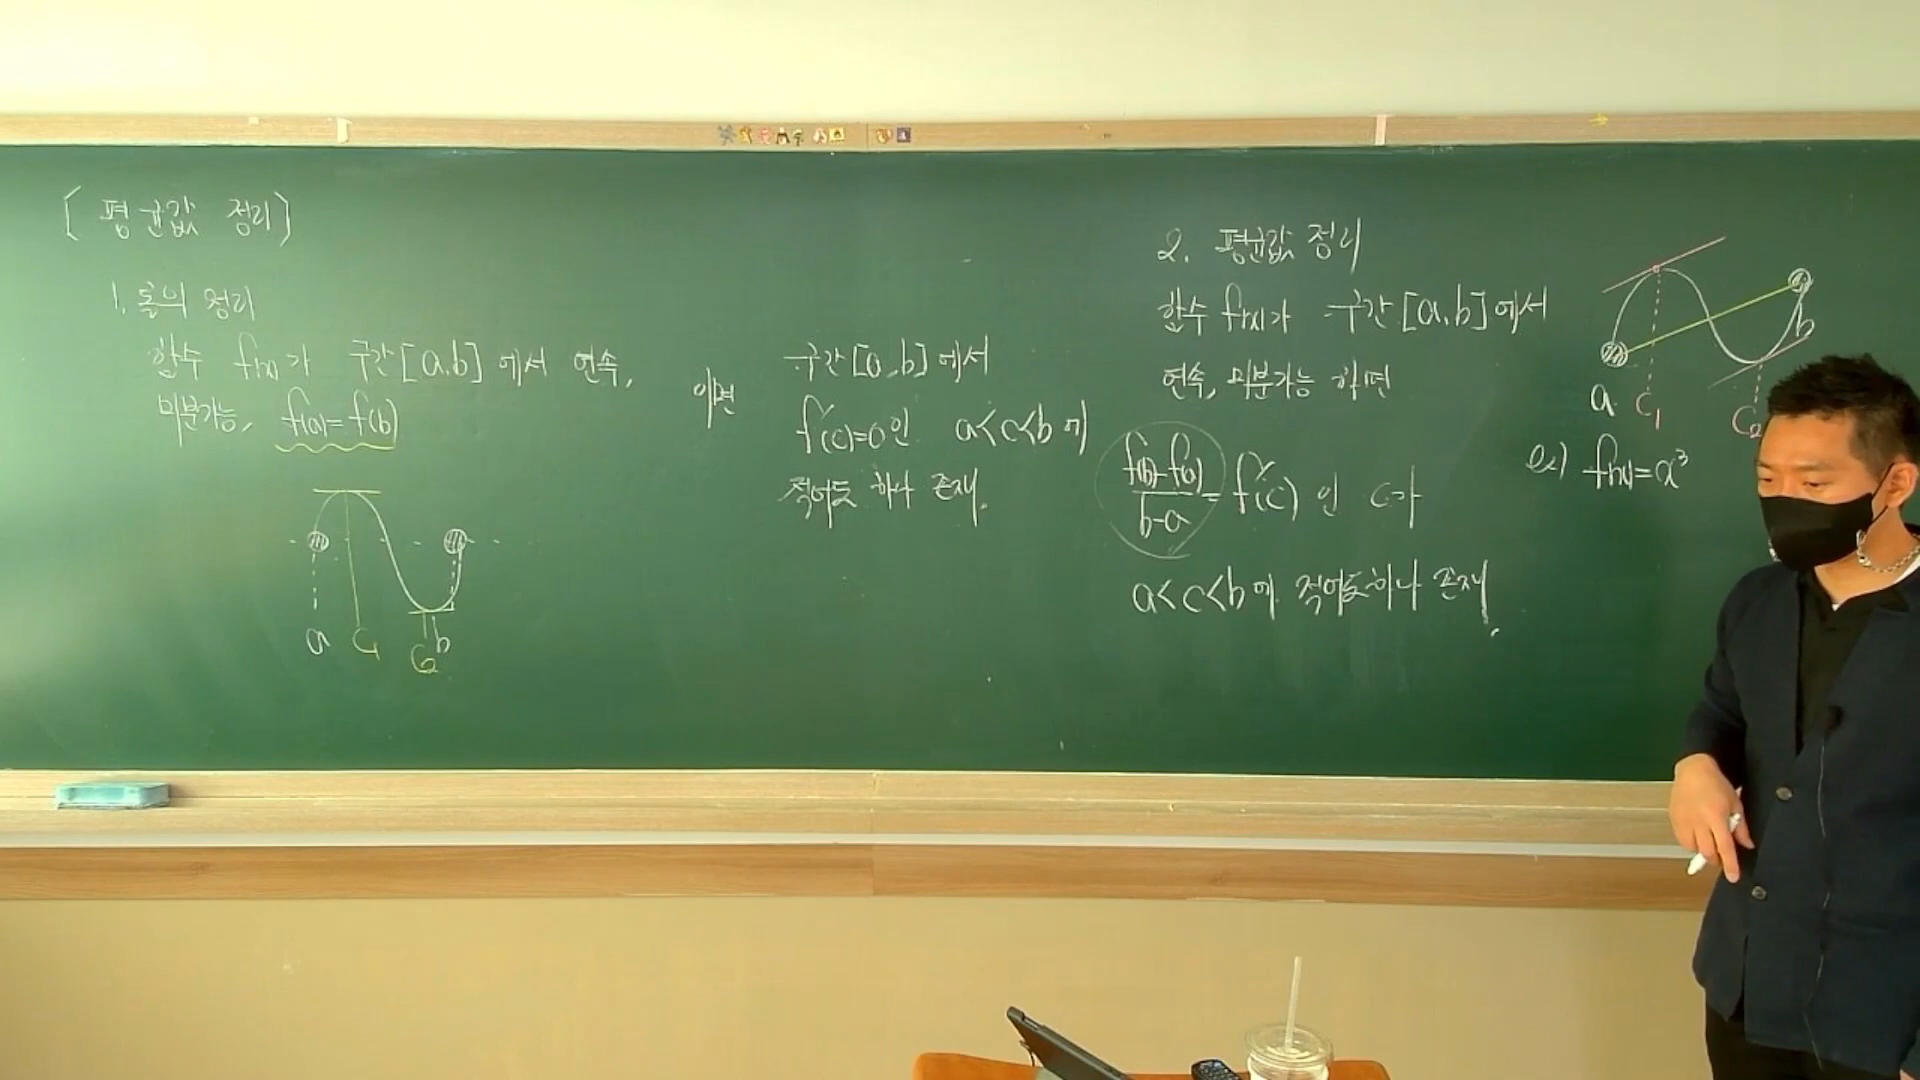 [평균값 정리]
1. 롤의 정리
함수 f(x)가 구간[a,b]에서 연속,
미분가능, f(a)=f(b)
이면
구간[a,b]에서
f'(c)=0인 a<c<b에
적어도 하나 존재.
a C₁ C₂ b
2. 평균값 정리
함수 f(x)가 구간[a,b]에서
연속, 미분가능 하면
(f(b)-f(a))/(b-a) = f'(c) 인 c가
a<c<b에 적어도 하나 존재.
a C₁ C₂ b
ex) f(x)=x³